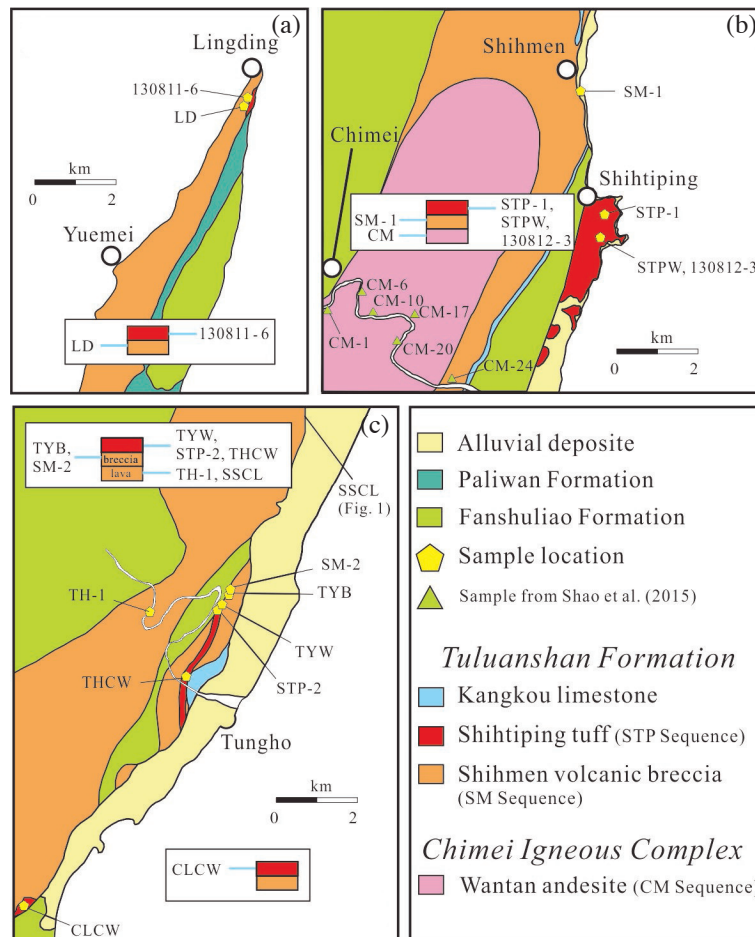 (a)
Lingding
130811-6
LD
km
0 2
Yuemei
130811-6
LD
(b)
Shihmen
SM-1
Chimei
Shihtiping
STP-1,
STPW,
130812-3
SM-1
CM
STP-1
STPW, 130812-3
CM-6
CM-10
CM-17
CM-1
CM-20
CM-24
km
0 2
(c)
TYB,
SM-2
breccia
lava
TYW,
STP-2, THCW
TH-1, SSCL
SSCL
(Fig. 1)
SM-2
TYB
TH-1
TYW
STP-2
THCW
Tungho
km
0 2
CLCW
CLCW
Alluvial deposite
Paliwan Formation
Fanshuliao Formation
Sample location
Sample from Shao et al. (2015)
Tuluanshan Formation
Kangkou limestone
Shihtiping tuff (STP Sequence)
Shihmen volcanic breccia
(SM Sequence)
Chimei Igneous Complex
Wantan andesite (CM Sequence)